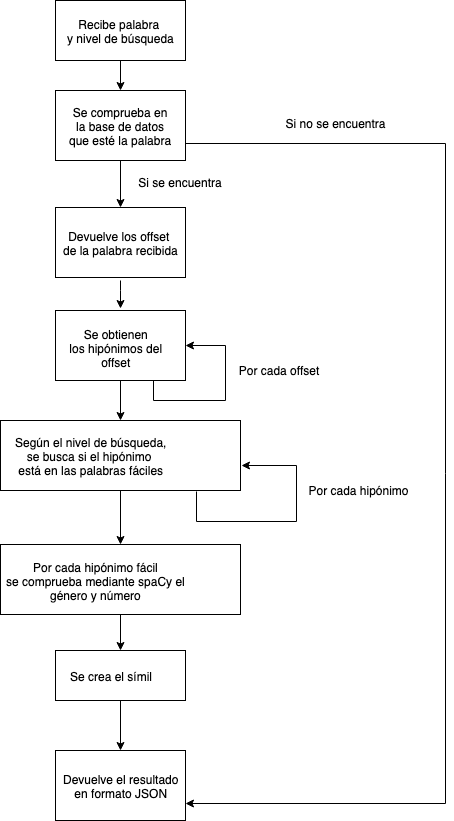 Recibe palabra
y nivel de búsqueda
Se comprueba en
la base de datos
que esté la palabra
Si no se encuentra
Si se encuentra
Devuelve los offset
de la palabra recibida
Se obtienen
los hipónimos del
offset
Por cada offset
Según el nivel de búsqueda,
se busca si el hipónimo
está en las palabras fáciles
Por cada hipónimo
Por cada hipónimo fácil
se comprueba mediante spaCy el
género y número
Se crea el símil
Devuelve el resultado
en formato JSON